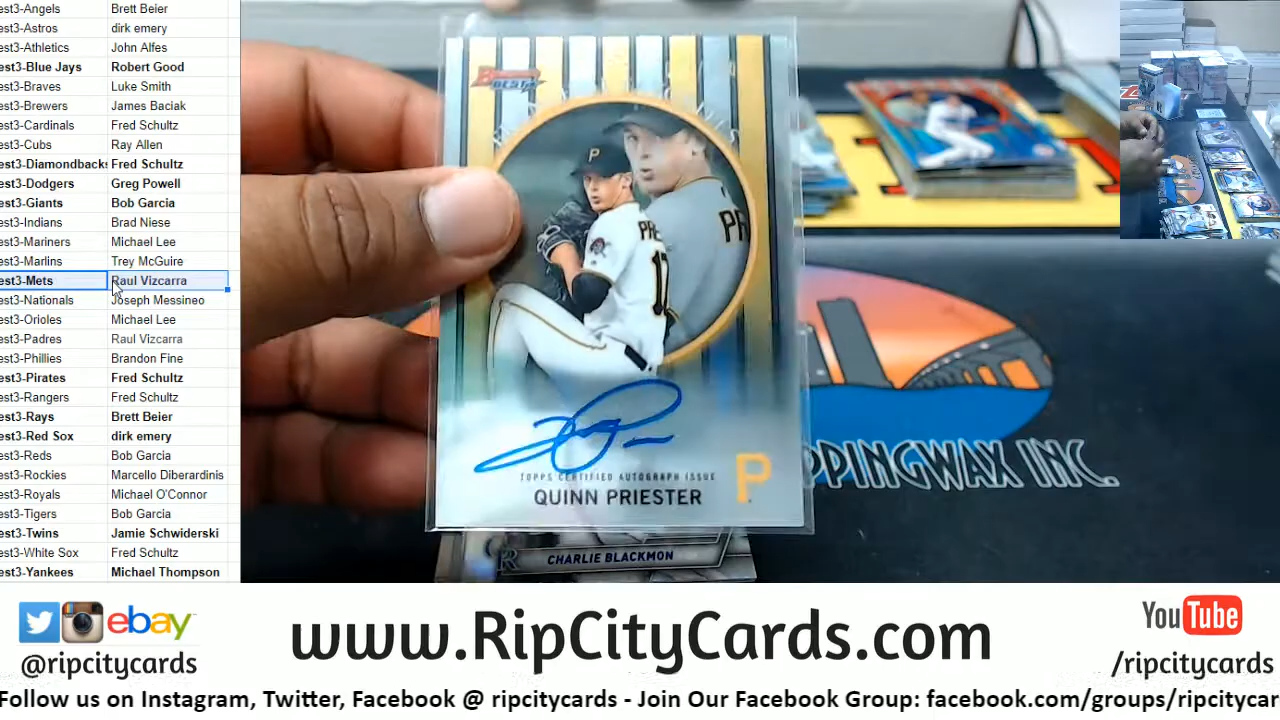 est3-Angels Brett Beier
est3-Astros dirk emery
est3-Athletics John Alfes
est3-Blue Jays Robert Good
est3-Braves Luke Smith
est3-Brewers James Baciak
est3-Cardinals Fred Schultz
est3-Cubs Ray Allen
est3-Diamondbacks Fred Schultz
est3-Dodgers Greg Powell
est3-Giants Bob Garcia
est3-Indians Brad Niese
est3-Mariners Michael Lee
est3-Marlins Trey McGuire
est3-Mets Raul Vizcarra
est3-Nationals Joseph Messineo
est3-Orioles Michael Lee
est3-Padres Raul Vizcarra
est3-Phillies Brandon Fine
est3-Pirates Fred Schultz
est3-Rangers Fred Schultz
est3-Rays Brett Beier
est3-Red Sox dirk emery
est3-Reds Bob Garcia
est3-Rockies Marcello Diberardinis
est3-Royals Michael O'Connor
est3-Tigers Bob Garcia
est3-Twins Jamie Schwiderski
est3-White Sox Fred Schultz
est3-Yankees Michael Thompson
Bowman's
BEST
P
PR
PRE
17
TOPPS CERTIFIED AUTOGRAPH ISSUE
QUINN PRIESTER
P
CR
CHARLIE BLACKMON
PPINGWAX INC.
ebay
@ripcitycards
www.RipCityCards.com
YouTube
/ripcitycards
Follow us on Instagram, Twitter, Facebook @ ripcitycards - Join Our Facebook Group: facebook.com/groups/ripcitycar